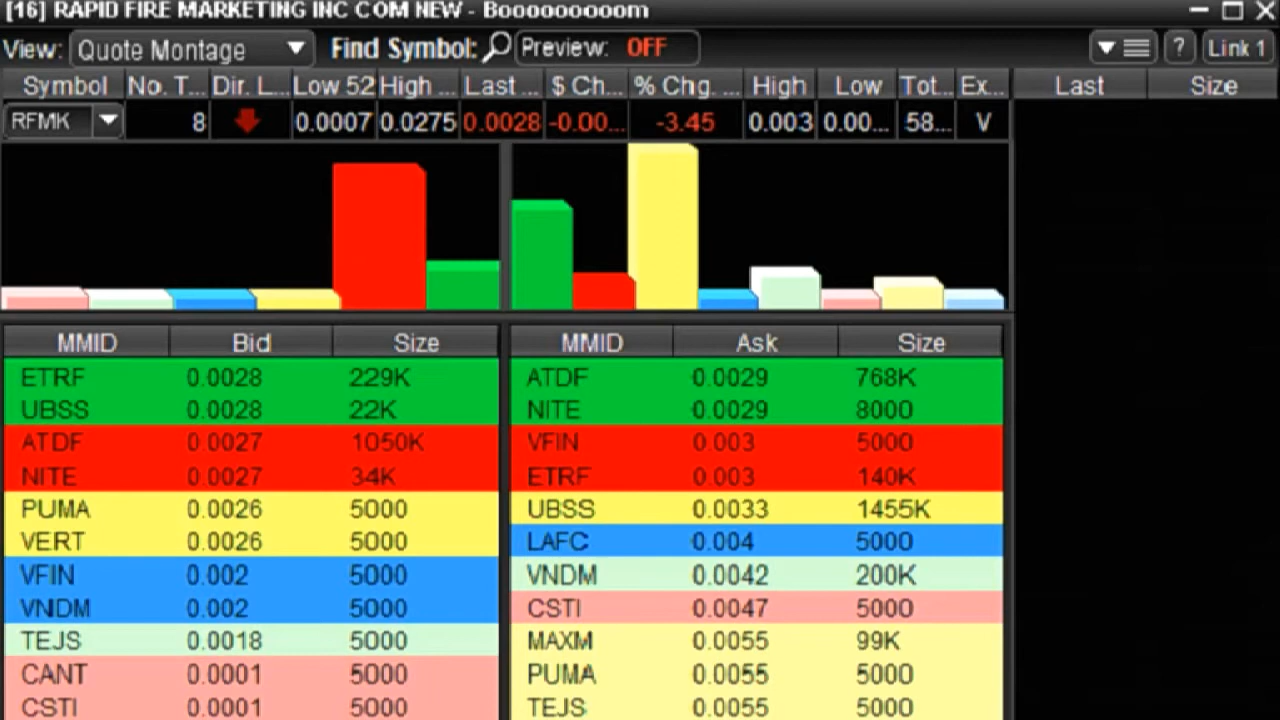 [16] RAPID FIRE MARKETING INC COM NEW - Boooooooooom
View: Quote Montage Find Symbol: Preview: OFF ? Link 1
Symbol No. T... Dir. L... Low 52 High ... Last ... $ Ch... % Chg. ... High Low Tot... Ex... Last Size
RFMK 8 0.0007 0.0275 0.0028 -0.00... -3.45 0.003 0.00... 58... V
MMID Bid Size MMID Ask Size
ETRF 0.0028 229K ATDF 0.0029 768K
UBSS 0.0028 22K NITE 0.0029 8000
ATDF 0.0027 1050K VFIN 0.003 5000
NITE 0.0027 34K ETRF 0.003 140K
PUMA 0.0026 5000 UBSS 0.0033 1455K
VERT 0.0026 5000 LAFC 0.004 5000
VFIN 0.002 5000 VNDM 0.0042 200K
VNDM 0.002 5000 CSTI 0.0047 5000
TEJS 0.0018 5000 MAXM 0.0055 99K
CANT 0.0001 5000 PUMA 0.0055 5000
CSTI 0.0001 5000 TEJS 0.0055 5000